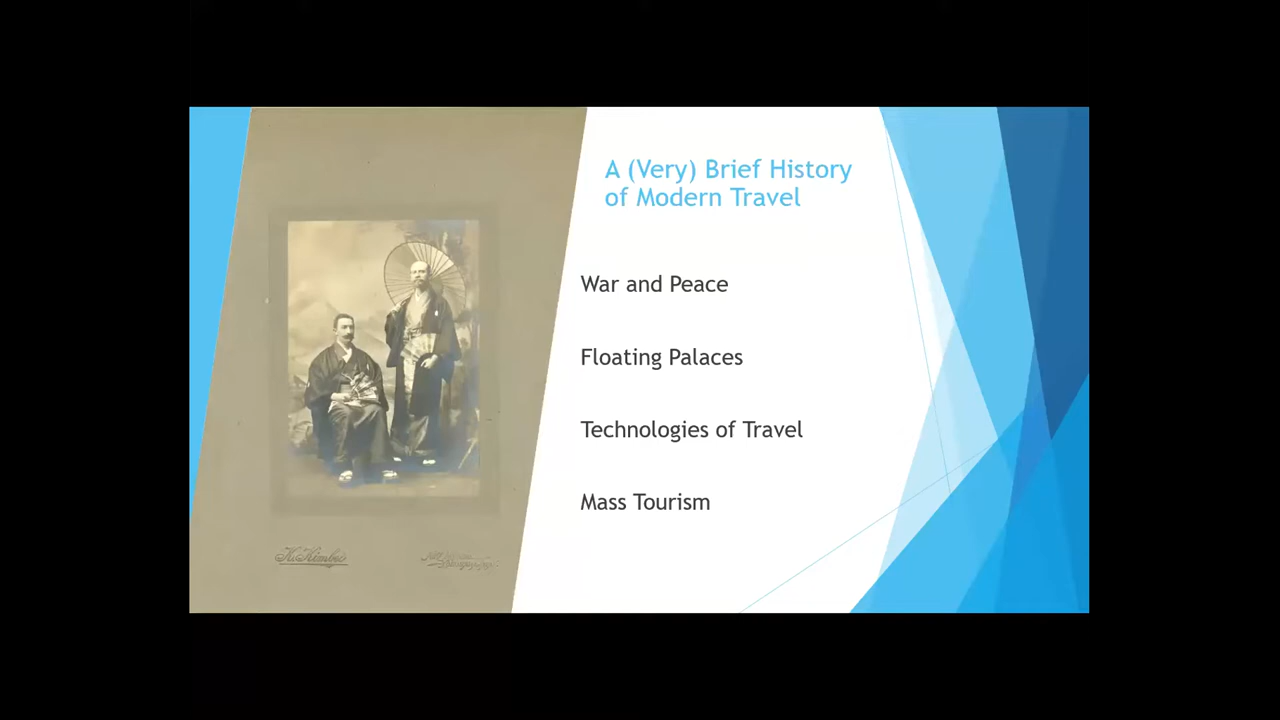 A (Very) Brief History
of Modern Travel
War and Peace
Floating Palaces
Technologies of Travel
Mass Tourism